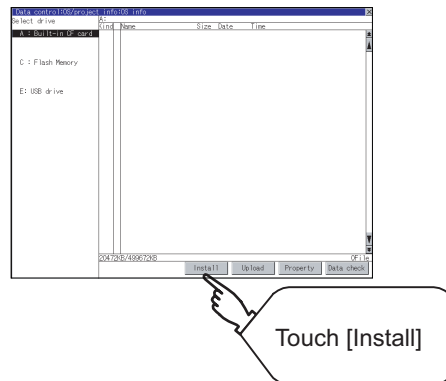 Data control:OS/project info:OS info ×
Select drive A:
Kind Name Size Date Time
A : Built-in CF card
C : Flash Memory
E: USB drive
20472KB/499672KB 0File
Install Upload Property Data check
Touch [Install]